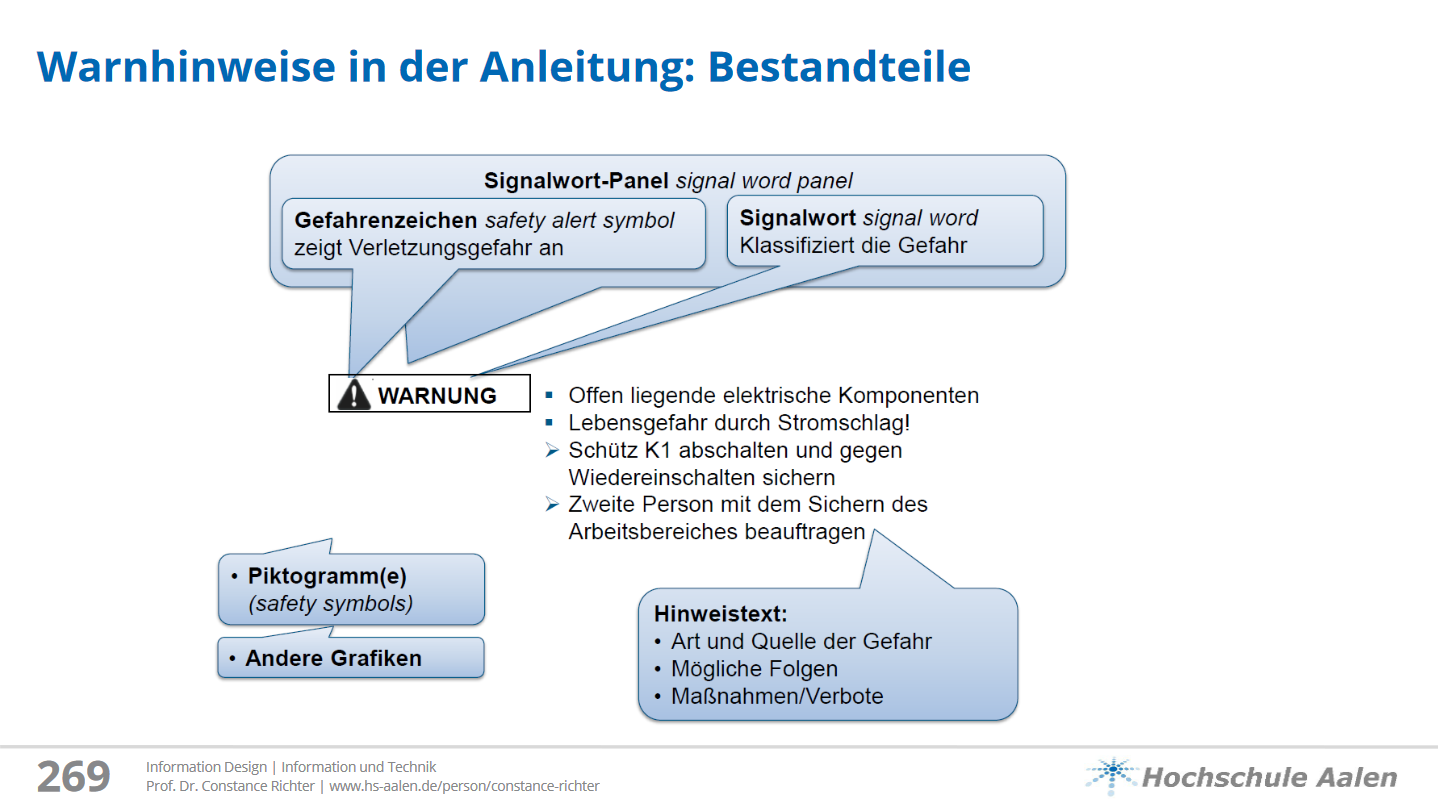 Warnhinweise in der Anleitung: Bestandteile
Signalwort-Panel signal word panel
Gefahrenzeichen safety alert symbol
zeigt Verletzungsgefahr an
Signalwort signal word
Klassifiziert die Gefahr
WARNUNG
▪ Offen liegende elektrische Komponenten
▪ Lebensgefahr durch Stromschlag!
➢ Schütz K1 abschalten und gegen
Wiedereinschalten sichern
➢ Zweite Person mit dem Sichern des
Arbeitsbereiches beauftragen
• Piktogramm(e)
(safety symbols)
• Andere Grafiken
Hinweistext:
• Art und Quelle der Gefahr
• Mögliche Folgen
• Maßnahmen/Verbote
269
Information Design | Information und Technik
Prof. Dr. Constance Richter | www.hs-aalen.de/person/constance-richter
Hochschule Aalen